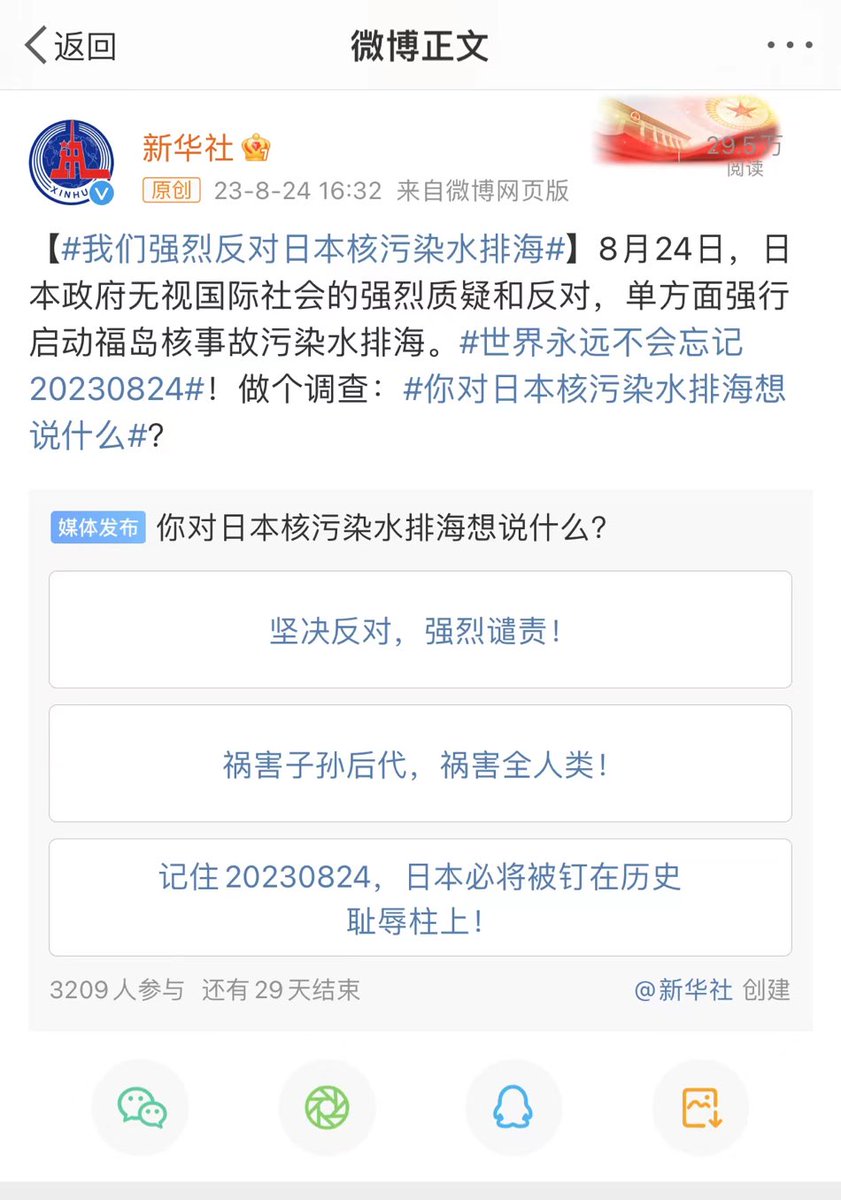 返回
微博正文
新华社
29.5万
阅读
原创 23-8-24 16:32 来自微博网页版
XINHU
【#我们强烈反对日本核污染水排海#】8月24日，日
本政府无视国际社会的强烈质疑和反对，单方面强行
启动福岛核事故污染水排海。#世界永远不会忘记
20230824#！做个调查：#你对日本核污染水排海想
说什么#？
媒体发布 你对日本核污染水排海想说什么？
坚决反对，强烈谴责！
祸害子孙后代，祸害全人类！
记住20230824，日本必将被钉在历史
耻辱柱上！
3209人参与 还有29天结束 @新华社 创建